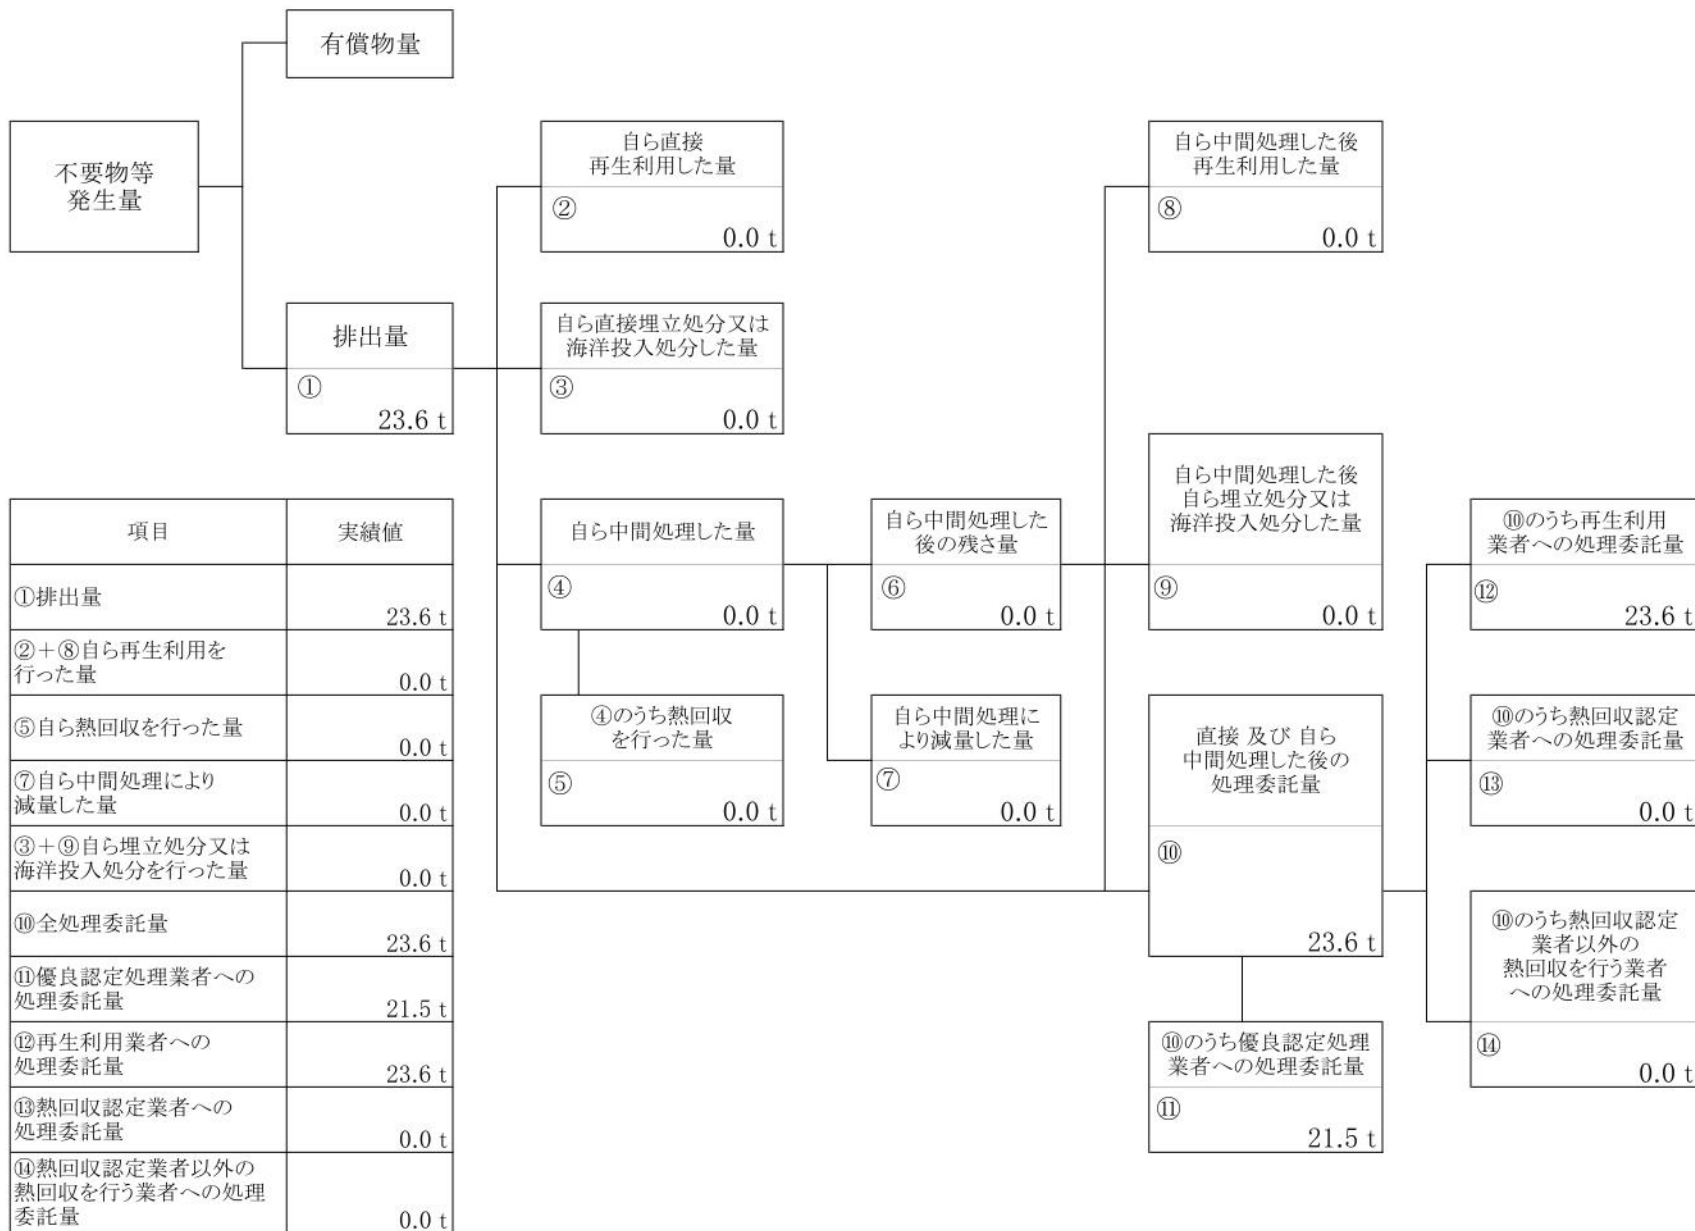 有償物量
不要物等
発生量
自ら直接
再生利用した量
②
0.0 t
自ら中間処理した後
再生利用した量
⑧
0.0 t
排出量
①
23.6 t
自ら直接埋立処分又は
海洋投入処分した量
③
0.0 t
自ら中間処理した量
④
0.0 t
自ら中間処理した
後の残さ量
⑥
0.0 t
自ら中間処理した後
自ら埋立処分又は
海洋投入処分した量
⑨
0.0 t
⑩のうち再生利用
業者への処理委託量
⑫
23.6 t
④のうち熱回収
を行った量
⑤
0.0 t
自ら中間処理に
より減量した量
⑦
0.0 t
直接 及び 自ら
中間処理した後の
処理委託量
⑩
23.6 t
⑩のうち熱回収認定
業者への処理委託量
⑬
0.0 t
⑩のうち熱回収認定
業者以外の
熱回収を行う業者
への処理委託量
⑭
0.0 t
⑩のうち優良認定処理
業者への処理委託量
⑪
21.5 t
項目 実績値
①排出量
23.6 t
②＋⑧自ら再生利用を
行った量
0.0 t
⑤自ら熱回収を行った量
0.0 t
⑦自ら中間処理により
減量した量
0.0 t
③＋⑨自ら埋立処分又は
海洋投入処分を行った量
0.0 t
⑩全処理委託量
23.6 t
⑪優良認定処理業者への
処理委託量
21.5 t
⑫再生利用業者への
処理委託量
23.6 t
⑬熱回収認定業者への
処理委託量
0.0 t
⑭熱回収認定業者以外の
熱回収を行う業者への処理
委託量
0.0 t